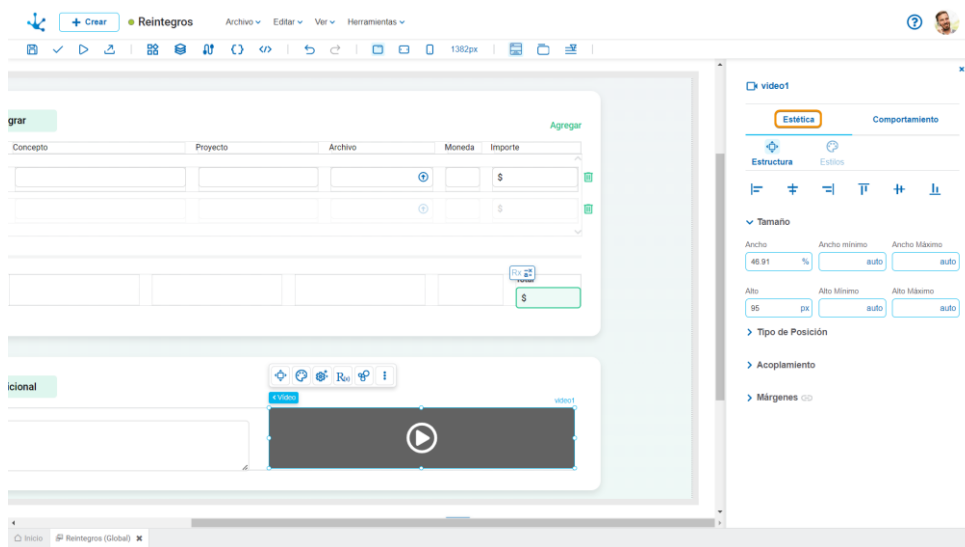 + Crear
Reintegros
Archivo
Editar
Ver
Herramientas
?
</>
1382px
grar
Agregar
Concepto
Proyecto
Archivo
Moneda
Importe
$
$
Rx
Total
$
icional
R(x)
Video
video1
video1
Estética
Comportamiento
Estructura
Estilos
Tamaño
Ancho
Ancho mínimo
Ancho Máximo
46.91 %
auto
auto
Alto
Alto Mínimo
Alto Máximo
95 px
auto
auto
Tipo de Posición
Acoplamiento
Márgenes
Inicio
Reintegros (Global)